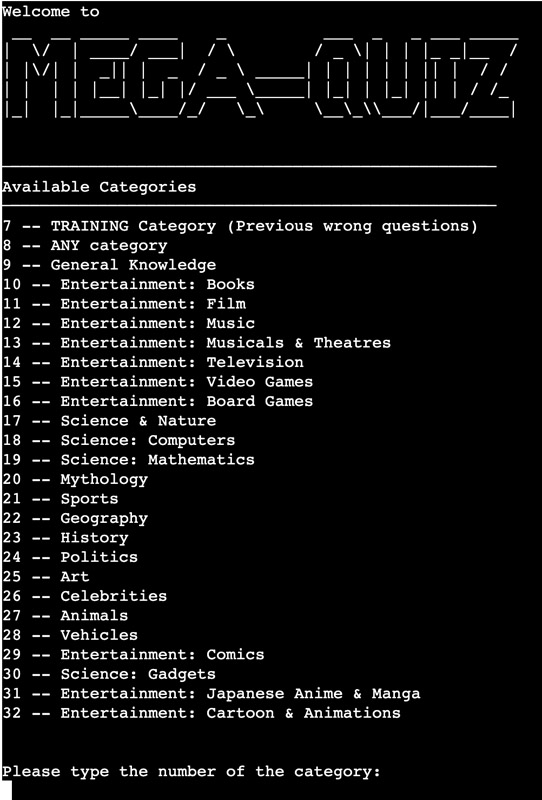 Welcome to
MEGA-QUIZ
Available Categories
7 -- TRAINING Category (Previous wrong questions)
8 -- ANY category
9 -- General Knowledge
10 -- Entertainment: Books
11 -- Entertainment: Film
12 -- Entertainment: Music
13 -- Entertainment: Musicals & Theatres
14 -- Entertainment: Television
15 -- Entertainment: Video Games
16 -- Entertainment: Board Games
17 -- Science & Nature
18 -- Science: Computers
19 -- Science: Mathematics
20 -- Mythology
21 -- Sports
22 -- Geography
23 -- History
24 -- Politics
25 -- Art
26 -- Celebrities
27 -- Animals
28 -- Vehicles
29 -- Entertainment: Comics
30 -- Science: Gadgets
31 -- Entertainment: Japanese Anime & Manga
32 -- Entertainment: Cartoon & Animations
Please type the number of the category: